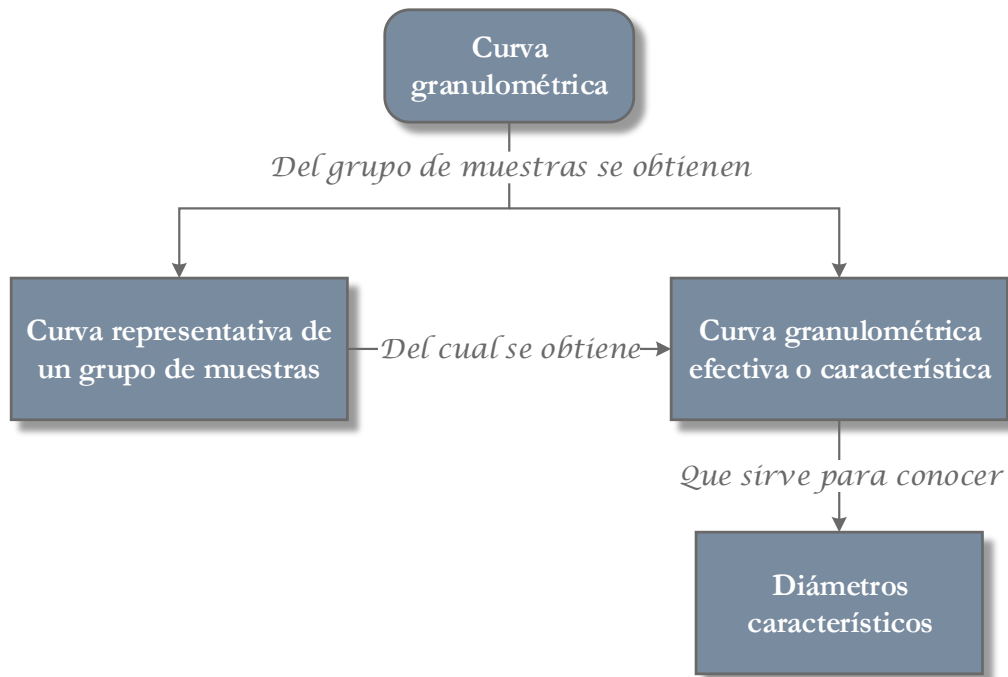 Curva
granulométrica
Del grupo de muestras se obtienen
Curva representativa de
un grupo de muestras
Del cual se obtiene
Curva granulométrica
efectiva o característica
Que sirve para conocer
Diámetros
característicos